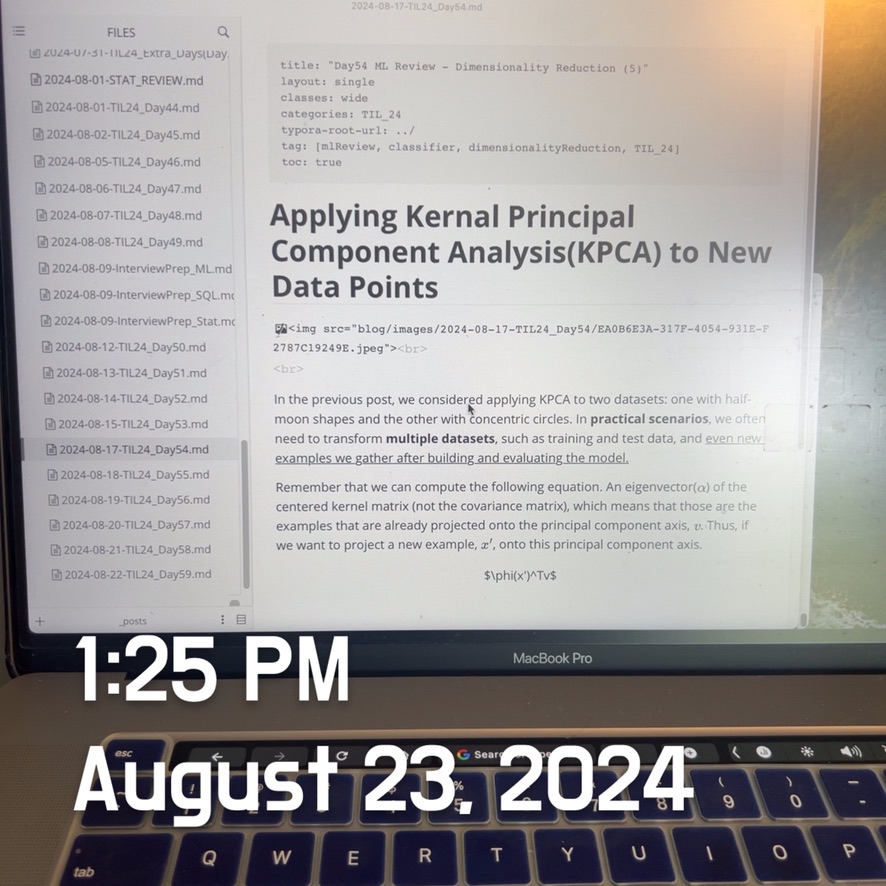 2024-08-17-TIL24_Day54.md
FILES
2024-07-31-TIL24_Extra_Days(Day.
2024-08-01-STAT_REVIEW.md
2024-08-01-TIL24_Day44.md
2024-08-02-TIL24_Day45.md
2024-08-05-TIL24_Day46.md
2024-08-06-TIL24_Day47.md
2024-08-07-TIL24_Day48.md
2024-08-08-TIL24_Day49.md
2024-08-09-InterviewPrep_ML.md
2024-08-09-InterviewPrep_SQL.mc
2024-08-09-InterviewPrep_Stat.mc
2024-08-12-TIL24_Day50.md
2024-08-13-TIL24_Day51.md
2024-08-14-TIL24_Day52.md
2024-08-15-TIL24_Day53.md
2024-08-17-TIL24_Day54.md
2024-08-18-TIL24_Day55.md
2024-08-19-TIL24_Day56.md
2024-08-20-TIL24_Day57.md
2024-08-21-TIL24_Day58.md
2024-08-22-TIL24_Day59.md
_posts
title: "Day54 ML Review - Dimensionality Reduction (5)"
layout: single
classes: wide
categories: TIL_24
typora-root-url: ../
tag: [mlReview, classifier, dimensionalityReduction, TIL_24]
toc: true
Applying Kernal Principal
Component Analysis(KPCA) to New
Data Points
<img src="blog/images/2024-08-17-TIL24_Day54/EA0B6E3A-317F-4054-931E-F
2787C19249E.jpeg"><br>
<br>
In the previous post, we considered applying KPCA to two datasets: one with half-
moon shapes and the other with concentric circles. In practical scenarios, we often
need to transform multiple datasets, such as training and test data, and even new
examples we gather after building and evaluating the model.
Remember that we can compute the following equation. An eigenvector(α) of the
centered kernel matrix (not the covariance matrix), which means that those are the
examples that are already projected onto the principal component axis, v. Thus, if
we want to project a new example, x′, onto this principal component axis.
$\phi(x')^Tv$
MacBook Pro
1:25 PM
August 23, 2024
esc
9
0
tab
Q W E R T Y U I O P